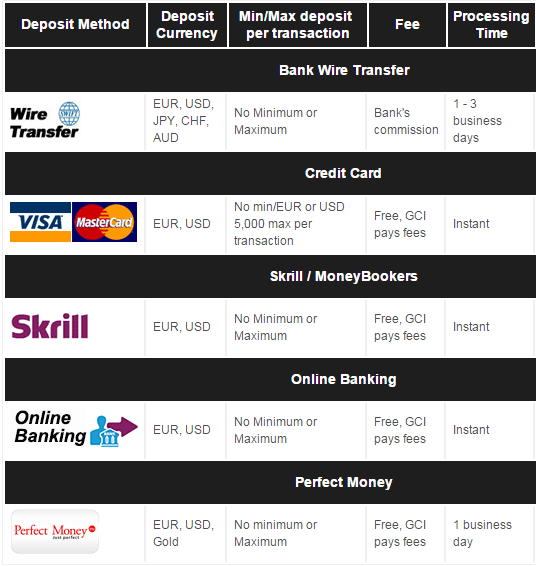 Deposit Method
Deposit
Currency
Min/Max deposit
per transaction
Fee
Processing
Time
Bank Wire Transfer
Wire
SWIFT
Transfer
EUR, USD,
JPY, CHF,
AUD
No Minimum or
Maximum
Bank's
commission
1 - 3
business
days
Credit Card
VISA
MasterCard
EUR, USD
No min/EUR or USD
5,000 max per
transaction
Free, GCI
pays fees
Instant
Skrill / MoneyBookers
Skrill
EUR, USD
No Minimum or
Maximum
Free, GCI
pays fees
Instant
Online Banking
Online
Banking
EUR, USD
No Minimum or
Maximum
Free, GCI
pays fees
Instant
Perfect Money
Perfect Money
Just perfect
EUR, USD,
Gold
No minimum or
Maximum
Free, GCI
pays fees
1 business
day